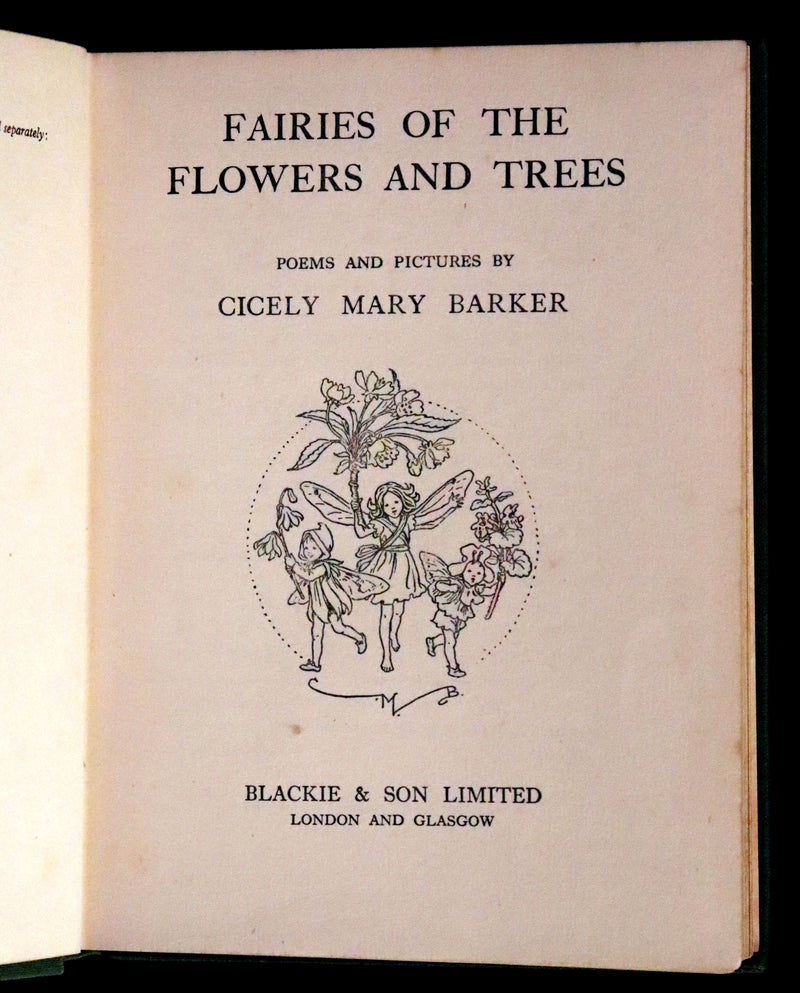 separately:
FAIRIES OF THE
FLOWERS AND TREES
POEMS AND PICTURES BY
CICELY MARY BARKER
C.M.B.
BLACKIE & SON LIMITED
LONDON AND GLASGOW